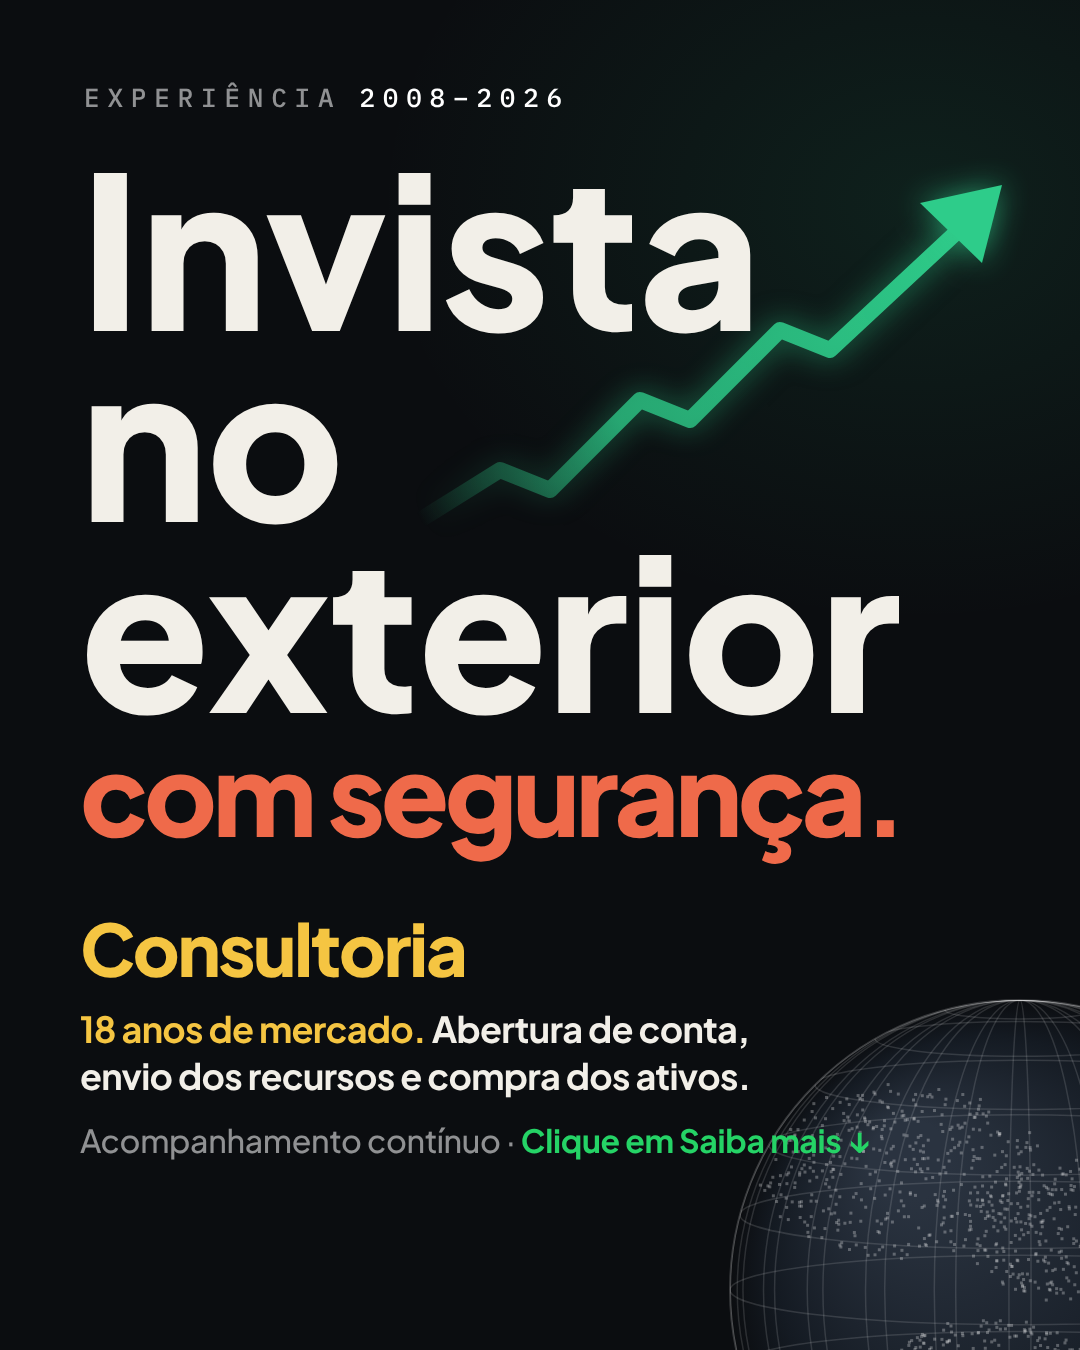 EXPERIÊNCIA 2008–2026
Invista
no
exterior
com segurança.
Consultoria
18 anos de mercado. Abertura de conta,
envio dos recursos e compra dos ativos.
Acompanhamento contínuo · Clique em Saiba mais ↓